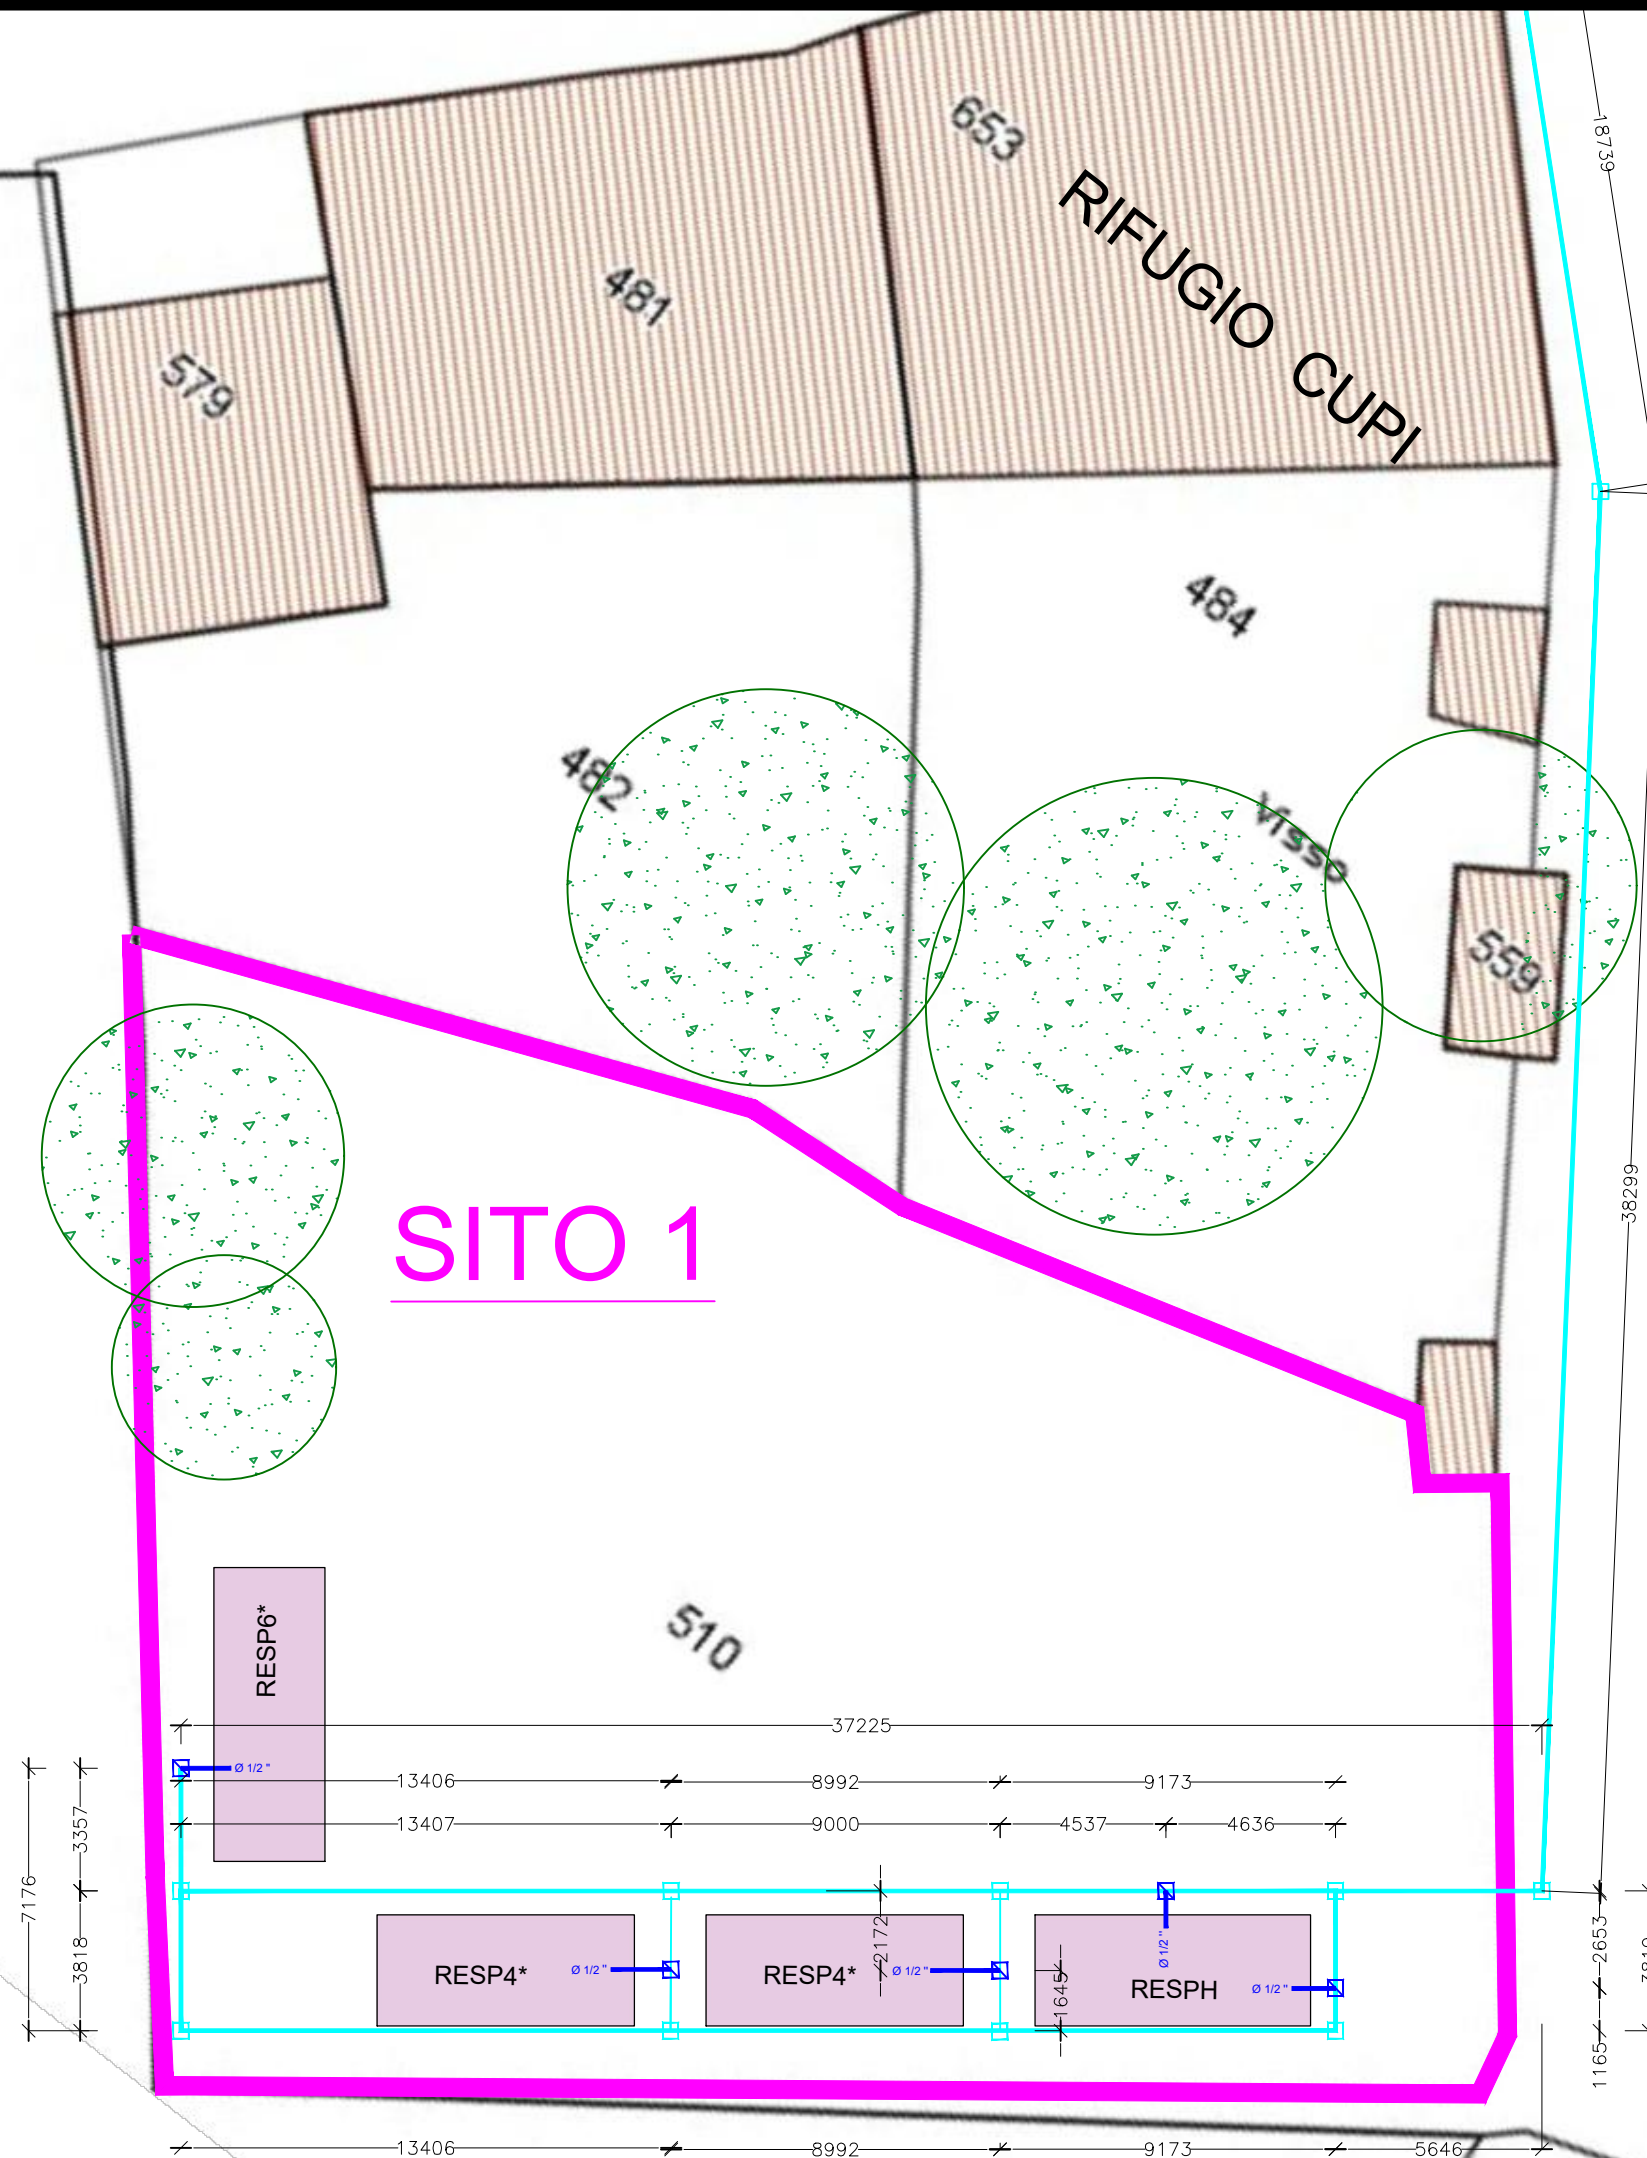 653
RIFUGIO CUPI
18739
481
579
484
482
Visso
559
38299
SITO 1
RESP6*
510
37225
Ø 1/2 "
13406
8992
9173
13407
9000
4537
4636
7176
3357
3818
2172
1645
2653
1165
RESP4*
Ø 1/2 "
RESP4*
Ø 1/2 "
Ø 1/2 "
RESPH
Ø 1/2 "
13406
8992
9173
5646